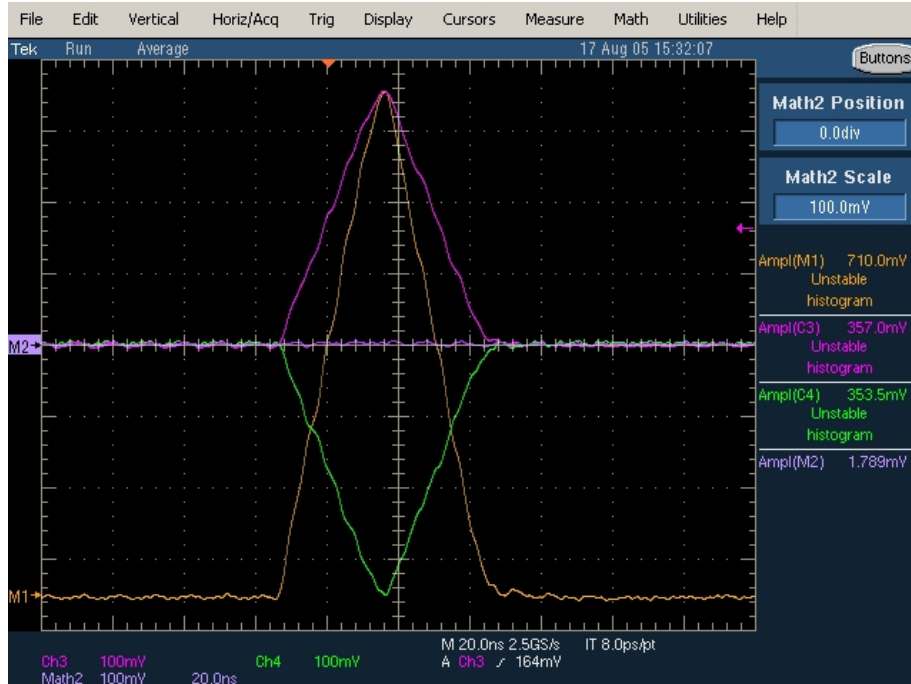 File Edit Vertical Horiz/Acq Trig Display Cursors Measure Math Utilities Help
Tek Run Average 17 Aug 05 15:32:07
Buttons
Math2 Position
0.0div
Math2 Scale
100.0mV
Ampl(M1) 710.0mV
Unstable
histogram
Ampl(C3) 357.0mV
Unstable
histogram
M2
Ampl(C4) 353.5mV
Unstable
histogram
Ampl(M2) 1.789mV
M1
M 20.0ns 2.5GS/s IT 8.0ps/pt
Ch3 100mV Ch4 100mV A Ch3 164mV
Math2 100mV 20.0ns